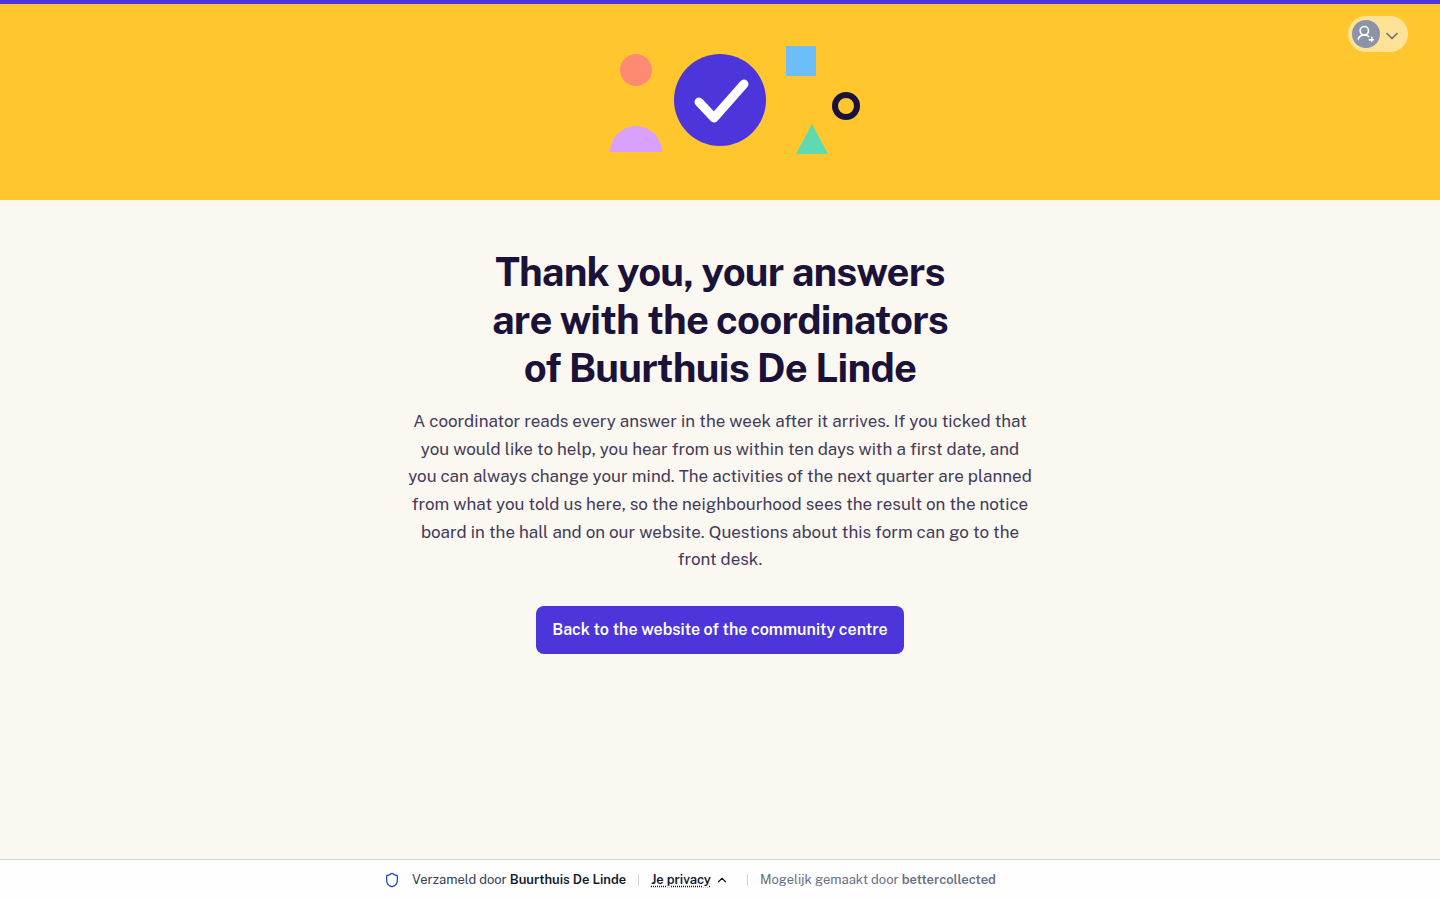 Thank you, your answers
are with the coordinators
of Buurthuis De Linde
A coordinator reads every answer in the week after it arrives. If you ticked that
you would like to help, you hear from us within ten days with a first date, and
you can always change your mind. The activities of the next quarter are planned
from what you told us here, so the neighbourhood sees the result on the notice
board in the hall and on our website. Questions about this form can go to the
front desk.
Back to the website of the community centre
Verzameld door Buurthuis De Linde Je privacy Mogelijk gemaakt door bettercollected